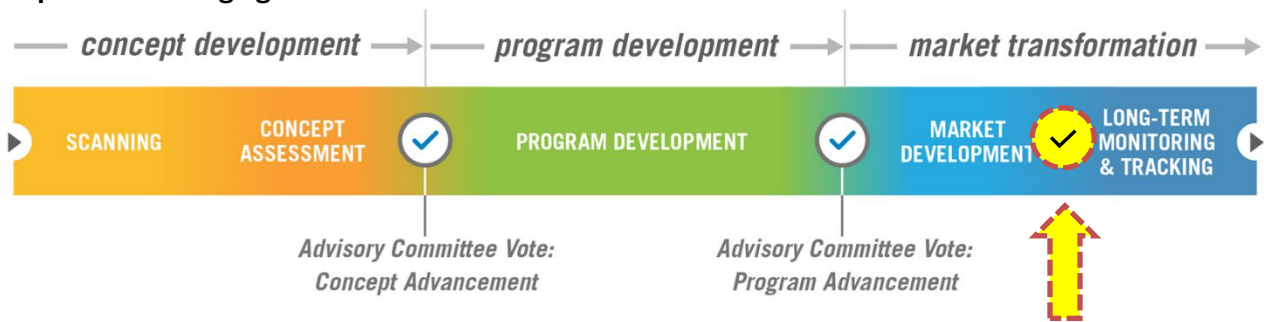 concept development
program development
market transformation
SCANNING
CONCEPT
ASSESSMENT
PROGRAM DEVELOPMENT
MARKET
DEVELOPMENT
LONG-TERM
MONITORING
& TRACKING
Advisory Committee Vote:
Concept Advancement
Advisory Committee Vote:
Program Advancement